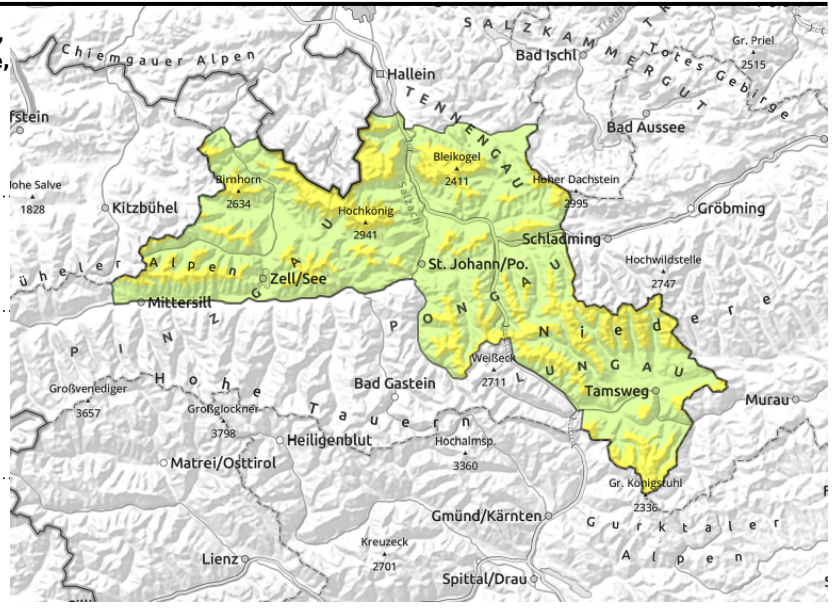 SALZKAMMERGUT
Gr. Priel
2515
Bad Ischl
Totes Gebirge
Chiemgauer Alpen
e,
Hallein
fstein
TENNENGAU
Bad Aussee
Bleikogel
2411
Birnhorn
2634
Hoher Dachstein
2995
Hohe Salve
1828
Kitzbühel
Salzach
Hochkönig
2941
Gröbming
Schladming
Hochwildstelle
2747
üheler Alpen
Zell/See
St. Johann/Po.
Mittersill
PINZGAU
PONGAU
Niedere
Weißeck
2711
LUNGAU
Tamsweg
Murau
Bad Gastein
Großvenediger
3657
Hohe Tauern
Großglockner
3798
Heiligenblut
Hochalmsp.
3360
Matrei/Osttirol
Gr. Königstuhl
2336
Gmünd/Kärnten
Gurktaler Alpen
Kreuzeck
2701
Lienz
Spittal/Drau